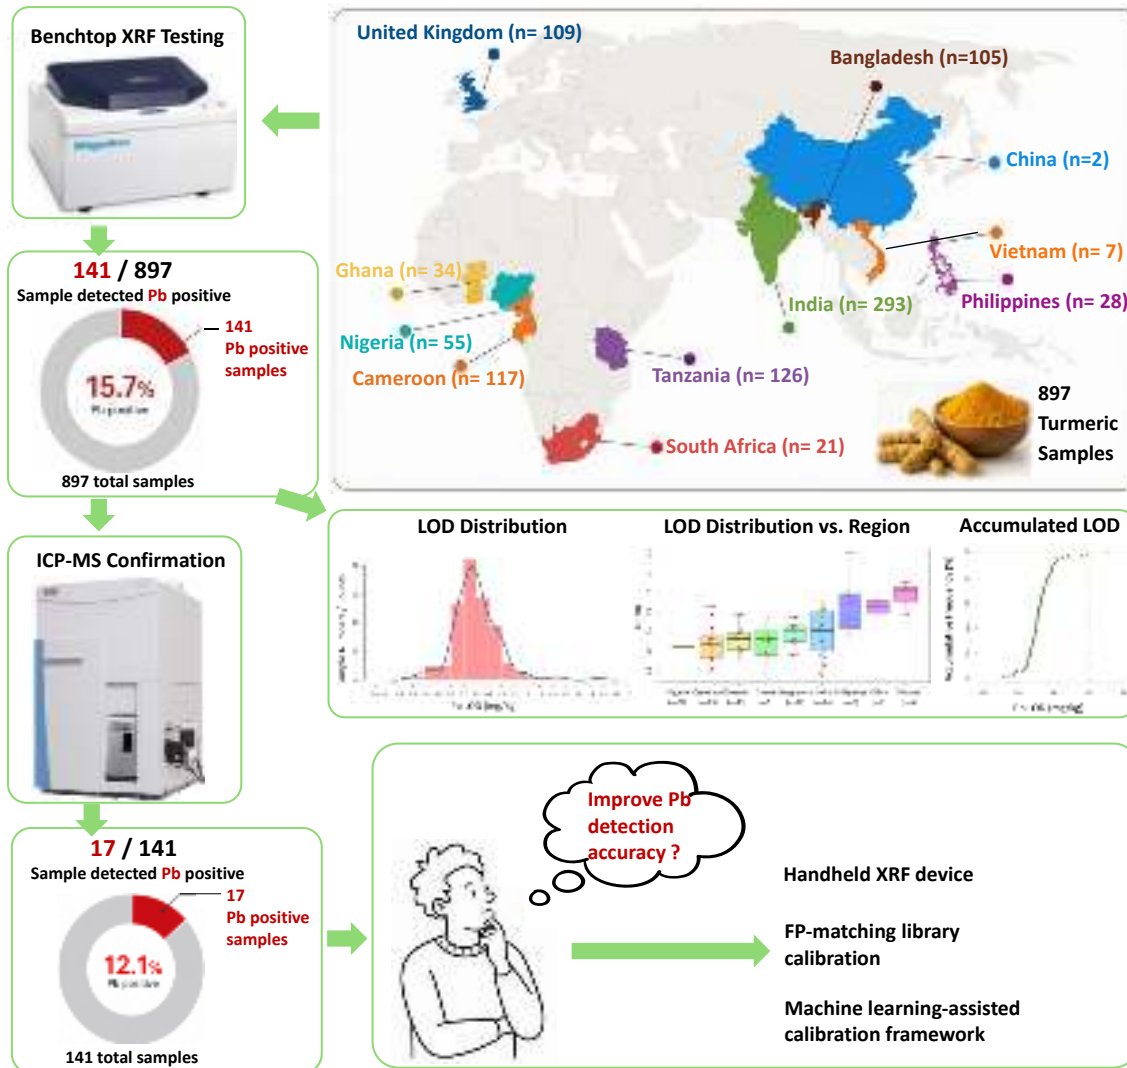 Benchtop XRF Testing
United Kingdom (n= 109)
Bangladesh (n=105)
China (n=2)
Vietnam (n= 7)
Philippines (n= 28)
India (n = 293)
Ghana (n= 34)
Nigeria (n= 55)
Cameroon (n= 117)
Tanzania (n= 126)
South Africa (n= 21)
897
Turmeric
Samples
141 / 897
Sample detected Pb positive
141
Pb positive
samples
15.7%
Pb positive
897 total samples
LOD Distribution
LOD Distribution vs. Region
Accumulated LOD
ICP-MS Confirmation
17 / 141
Sample detected Pb positive
17
Pb positive
samples
12.1%
Pb positive
141 total samples
Improve Pb
detection
accuracy ?
Handheld XRF device
FP-matching library
calibration
Machine learning-assisted
calibration framework